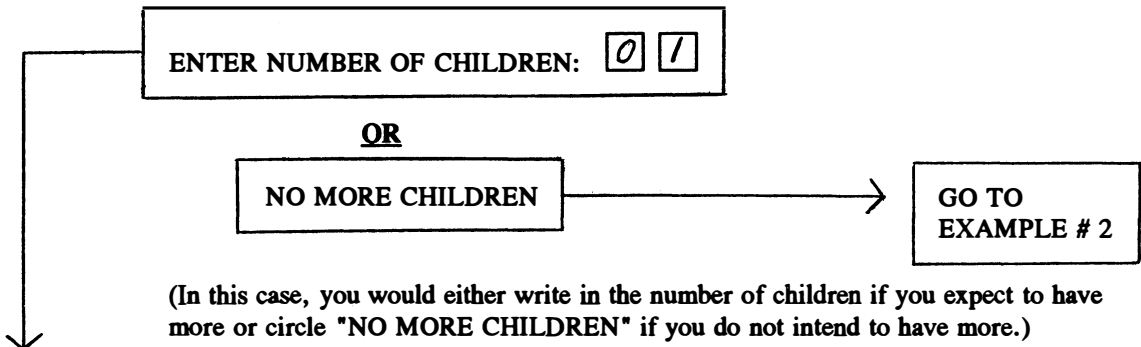 ENTER NUMBER OF CHILDREN: 0 1
OR
NO MORE CHILDREN
GO TO
EXAMPLE # 2
(In this case, you would either write in the number of children if you expect to have
more or circle "NO MORE CHILDREN" if you do not intend to have more.)